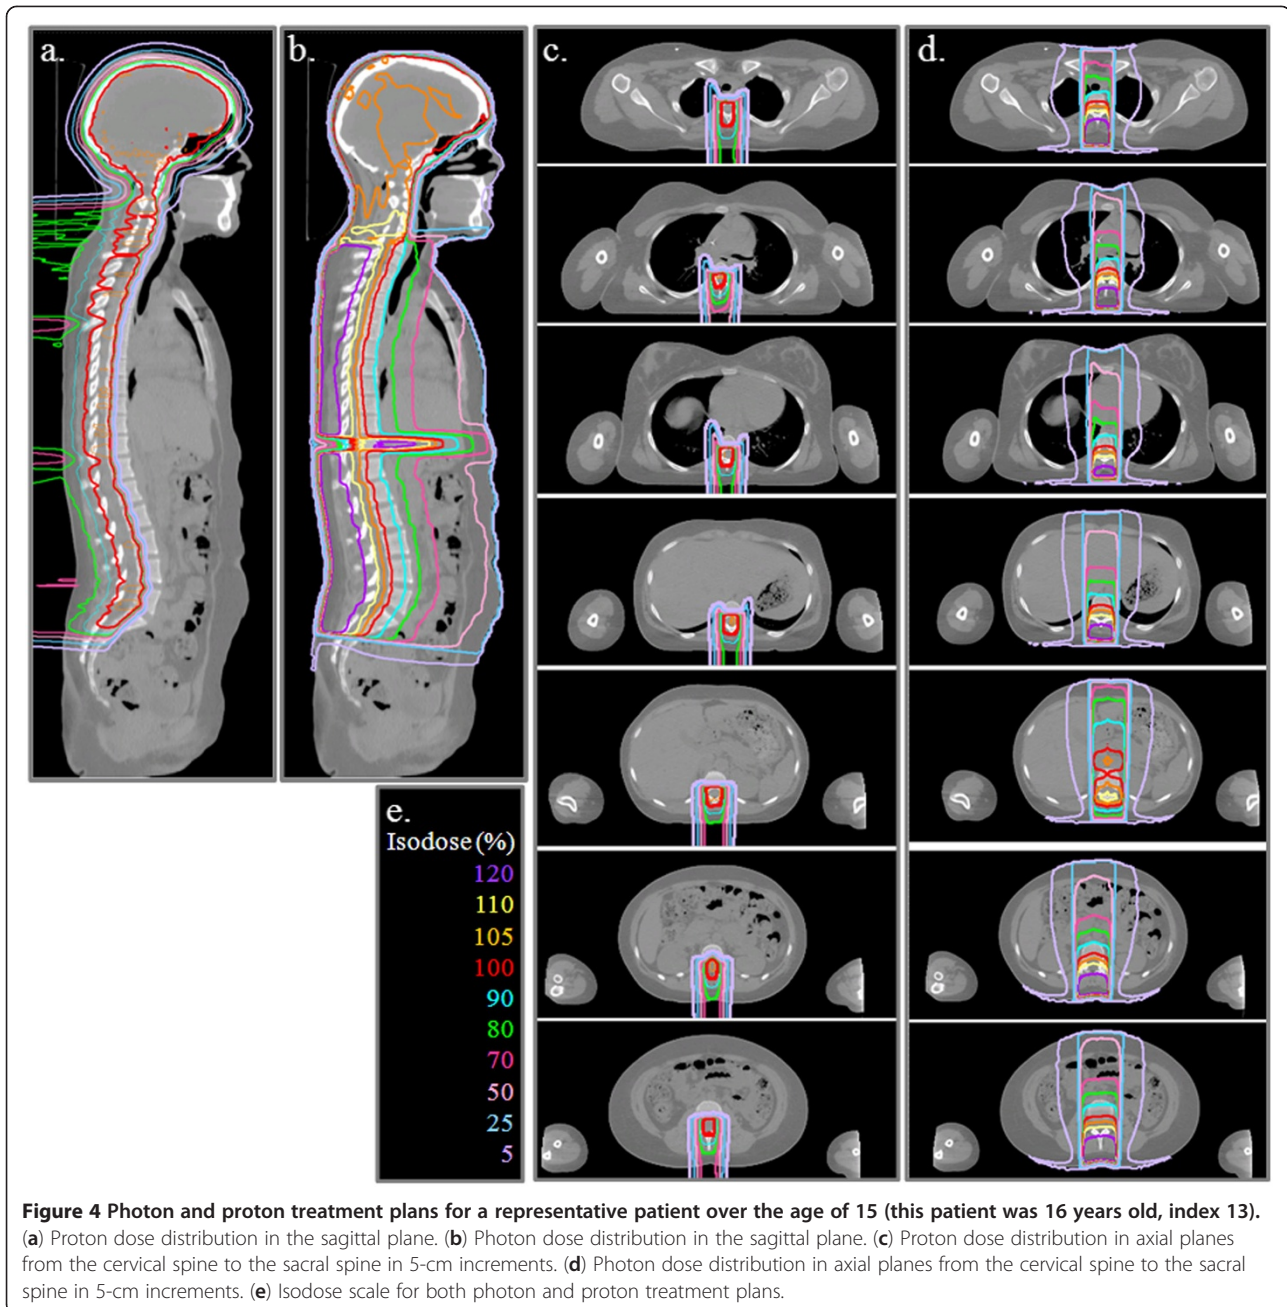 a.
b.
c.
d.
e.
Isodose (%)
120
110
105
100
90
80
70
50
25
5
Figure 4 Photon and proton treatment plans for a representative patient over the age of 15 (this patient was 16 years old, index 13).
(a) Proton dose distribution in the sagittal plane. (b) Photon dose distribution in the sagittal plane. (c) Proton dose distribution in axial planes
from the cervical spine to the sacral spine in 5-cm increments. (d) Photon dose distribution in axial planes from the cervical spine to the sacral
spine in 5-cm increments. (e) Isodose scale for both photon and proton treatment plans.